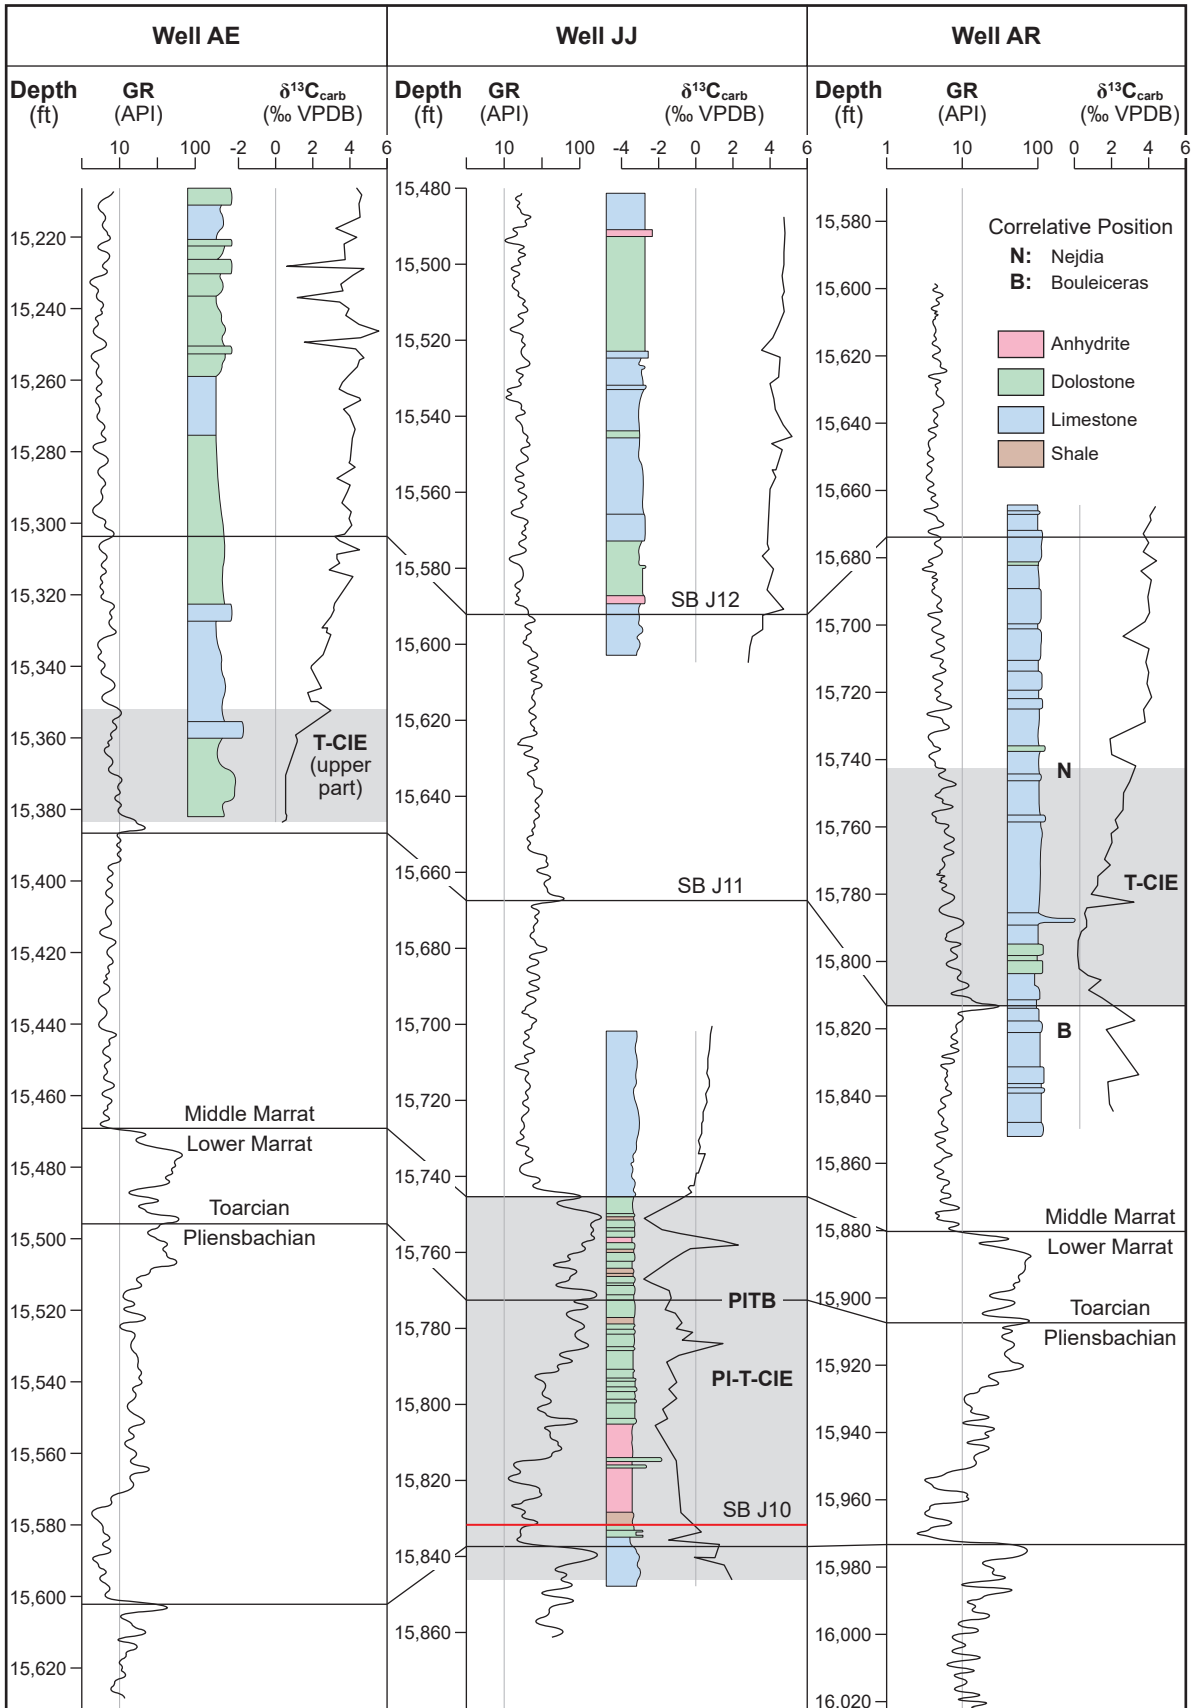 Well AE
Well JJ
Well AR
Depth
(ft)
GR
(API)
δ¹³Ccarb
(‰ VPDB)
10
100
-2
0
2
4
6
15,220
15,240
15,260
15,280
15,300
15,320
15,340
15,360
15,380
15,400
15,420
15,440
15,460
15,480
15,500
15,520
15,540
15,560
15,580
15,600
15,620
T-CIE
(upper
part)
Middle Marrat
Lower Marrat
Toarcian
Pliensbachian
Depth
(ft)
GR
(API)
δ¹³Ccarb
(‰ VPDB)
10
100
-4
-2
0
2
4
6
15,480
15,500
15,520
15,540
15,560
15,580
15,600
15,620
15,640
15,660
15,680
15,700
15,720
15,740
15,760
15,780
15,800
15,820
15,840
15,860
SB J12
SB J11
PITB
PI-T-CIE
SB J10
Depth
(ft)
GR
(API)
δ¹³Ccarb
(‰ VPDB)
1
10
100
0
2
4
6
15,580
15,600
15,620
15,640
15,660
15,680
15,700
15,720
15,740
15,760
15,780
15,800
15,820
15,840
15,860
15,880
15,900
15,920
15,940
15,960
15,980
16,000
16,020
Correlative Position
N: Nejdia
B: Bouleiceras
Anhydrite
Dolostone
Limestone
Shale
N
T-CIE
B
Middle Marrat
Lower Marrat
Toarcian
Pliensbachian